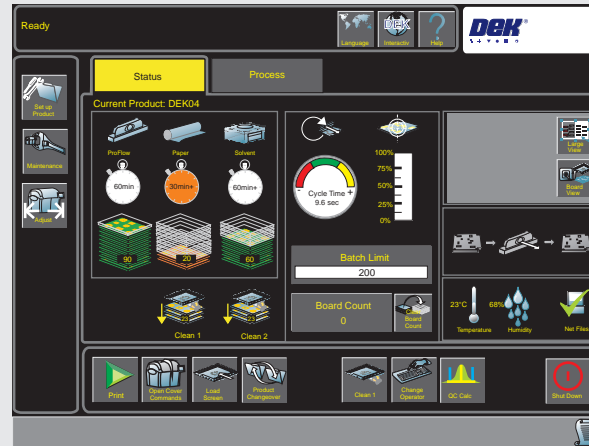 Ready
Language
DEK
Interactiv
Help
DEK
Status
Process
Current Product: DEK04
Set up
Product
Maintenance
Adjust
ProFlow
Paper
Solvent
60min
30min+
60min+
90
20
60
Clean 1
Clean 2
100%
75%
50%
25%
0%
-
+
Cycle Time
9.6 sec
Batch Limit
200
Board Count
0
Board
Count
Large
View
Board
View
23°C
68%
Temperature
Humidity
Net Files
Print
Open Cover
Commands
Load
Screen
Product
Changeover
Clean 1
Change
Operator
QC Calc
Shut Down